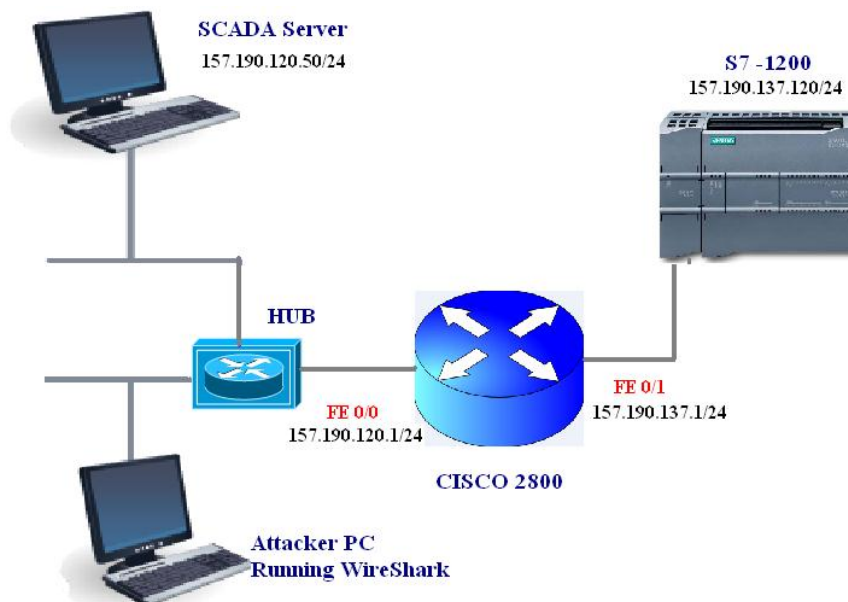 SCADA Server
157.190.120.50/24
S7 -1200
157.190.137.120/24
HUB
FE 0/0
157.190.120.1/24
FE 0/1
157.190.137.1/24
CISCO 2800
Attacker PC
Running WireShark